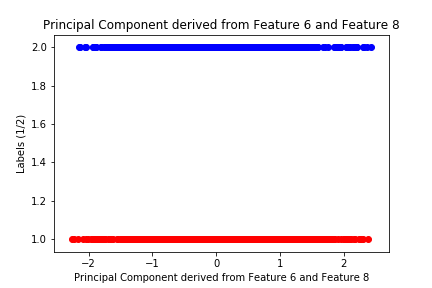 Principal Component derived from Feature 6 and Feature 8
2.0
1.8
1.6
1.4
1.2
1.0
Labels (1/2)
−2 −1 0 1 2
Principal Component derived from Feature 6 and Feature 8